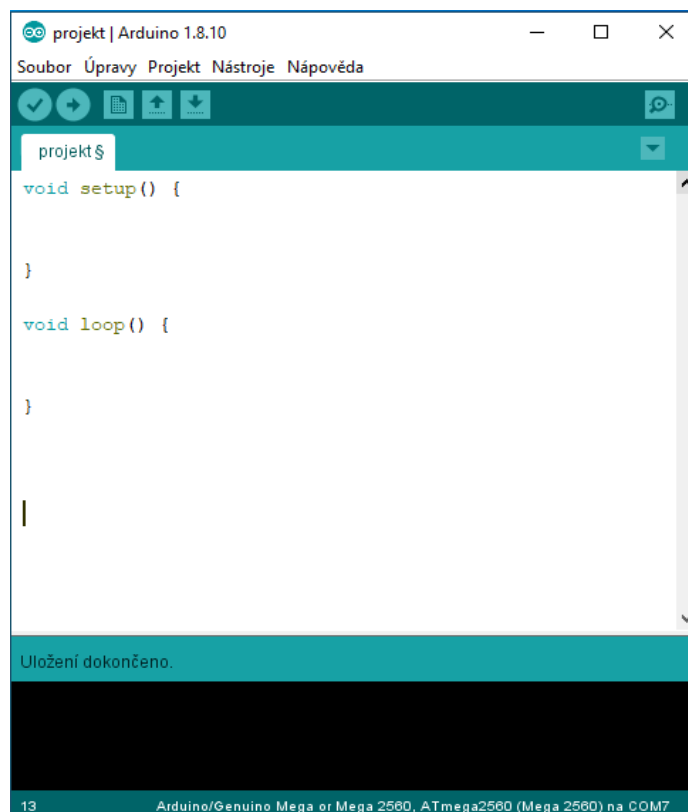 projekt | Arduino 1.8.10
Soubor Úpravy Projekt Nástroje Nápověda
projekt§
void setup() {
}
void loop() {
}
Uložení dokončeno.
13 Arduino/Genuino Mega or Mega 2560, ATmega2560 (Mega 2560) na COM7